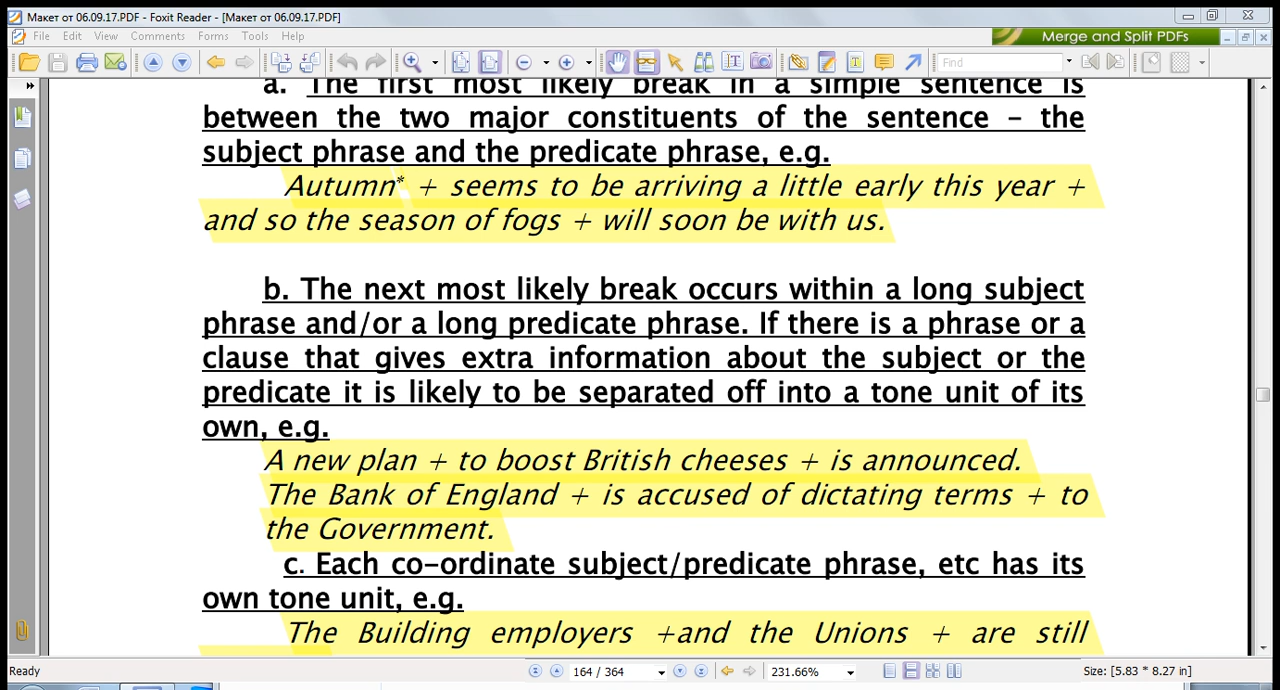 Макет от 06.09.17.PDF - Foxit Reader - [Макет от 06.09.17.PDF]
File Edit View Comments Forms Tools Help
Merge and Split PDFs
Find
a. The first most likely break in a simple sentence is
between the two major constituents of the sentence – the
subject phrase and the predicate phrase, e.g.
Autumn* + seems to be arriving a little early this year +
and so the season of fogs + will soon be with us.
b. The next most likely break occurs within a long subject
phrase and/or a long predicate phrase. If there is a phrase or a
clause that gives extra information about the subject or the
predicate it is likely to be separated off into a tone unit of its
own, e.g.
A new plan + to boost British cheeses + is announced.
The Bank of England + is accused of dictating terms + to
the Government.
c. Each co-ordinate subject/predicate phrase, etc has its
own tone unit, e.g.
The Building employers +and the Unions + are still
Ready
164 / 364
231.66%
Size: [5.83 * 8.27 in]